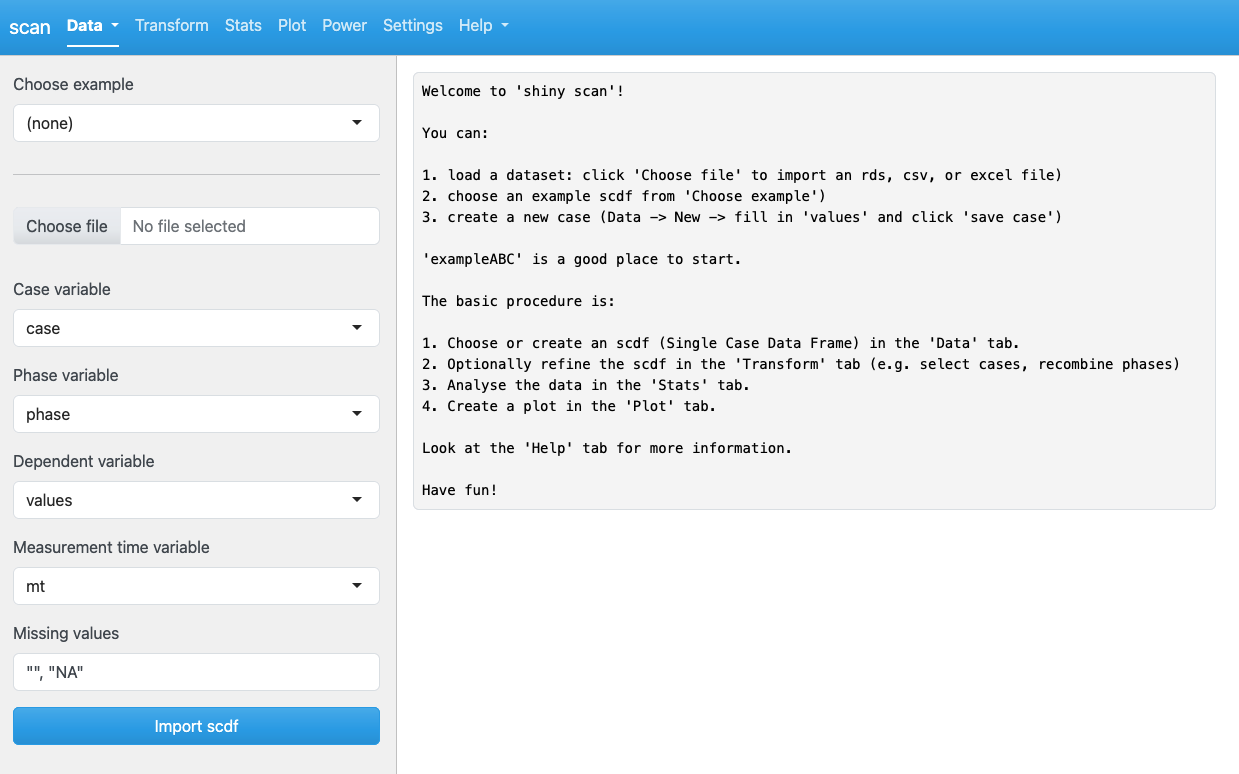 scan Data Transform Stats Plot Power Settings Help
Choose example
(none)
Choose file No file selected
Case variable
case
Phase variable
phase
Dependent variable
values
Measurement time variable
mt
Missing values
"", "NA"
Import scdf
Welcome to 'shiny scan'!
You can:
1. load a dataset: click 'Choose file' to import an rds, csv, or excel file)
2. choose an example scdf from 'Choose example')
3. create a new case (Data -> New -> fill in 'values' and click 'save case')
'exampleABC' is a good place to start.
The basic procedure is:
1. Choose or create an scdf (Single Case Data Frame) in the 'Data' tab.
2. Optionally refine the scdf in the 'Transform' tab (e.g. select cases, recombine phases)
3. Analyse the data in the 'Stats' tab.
4. Create a plot in the 'Plot' tab.
Look at the 'Help' tab for more information.
Have fun!